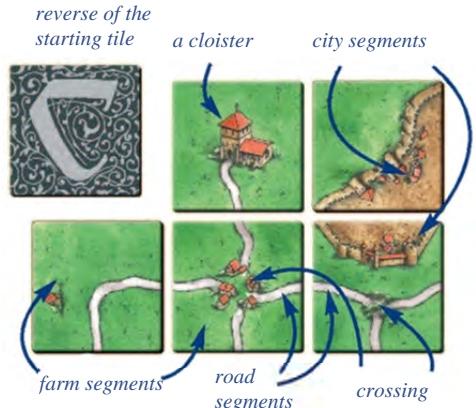 reverse of the
starting tile
a cloister
city segments
farm segments
road
segments
crossing